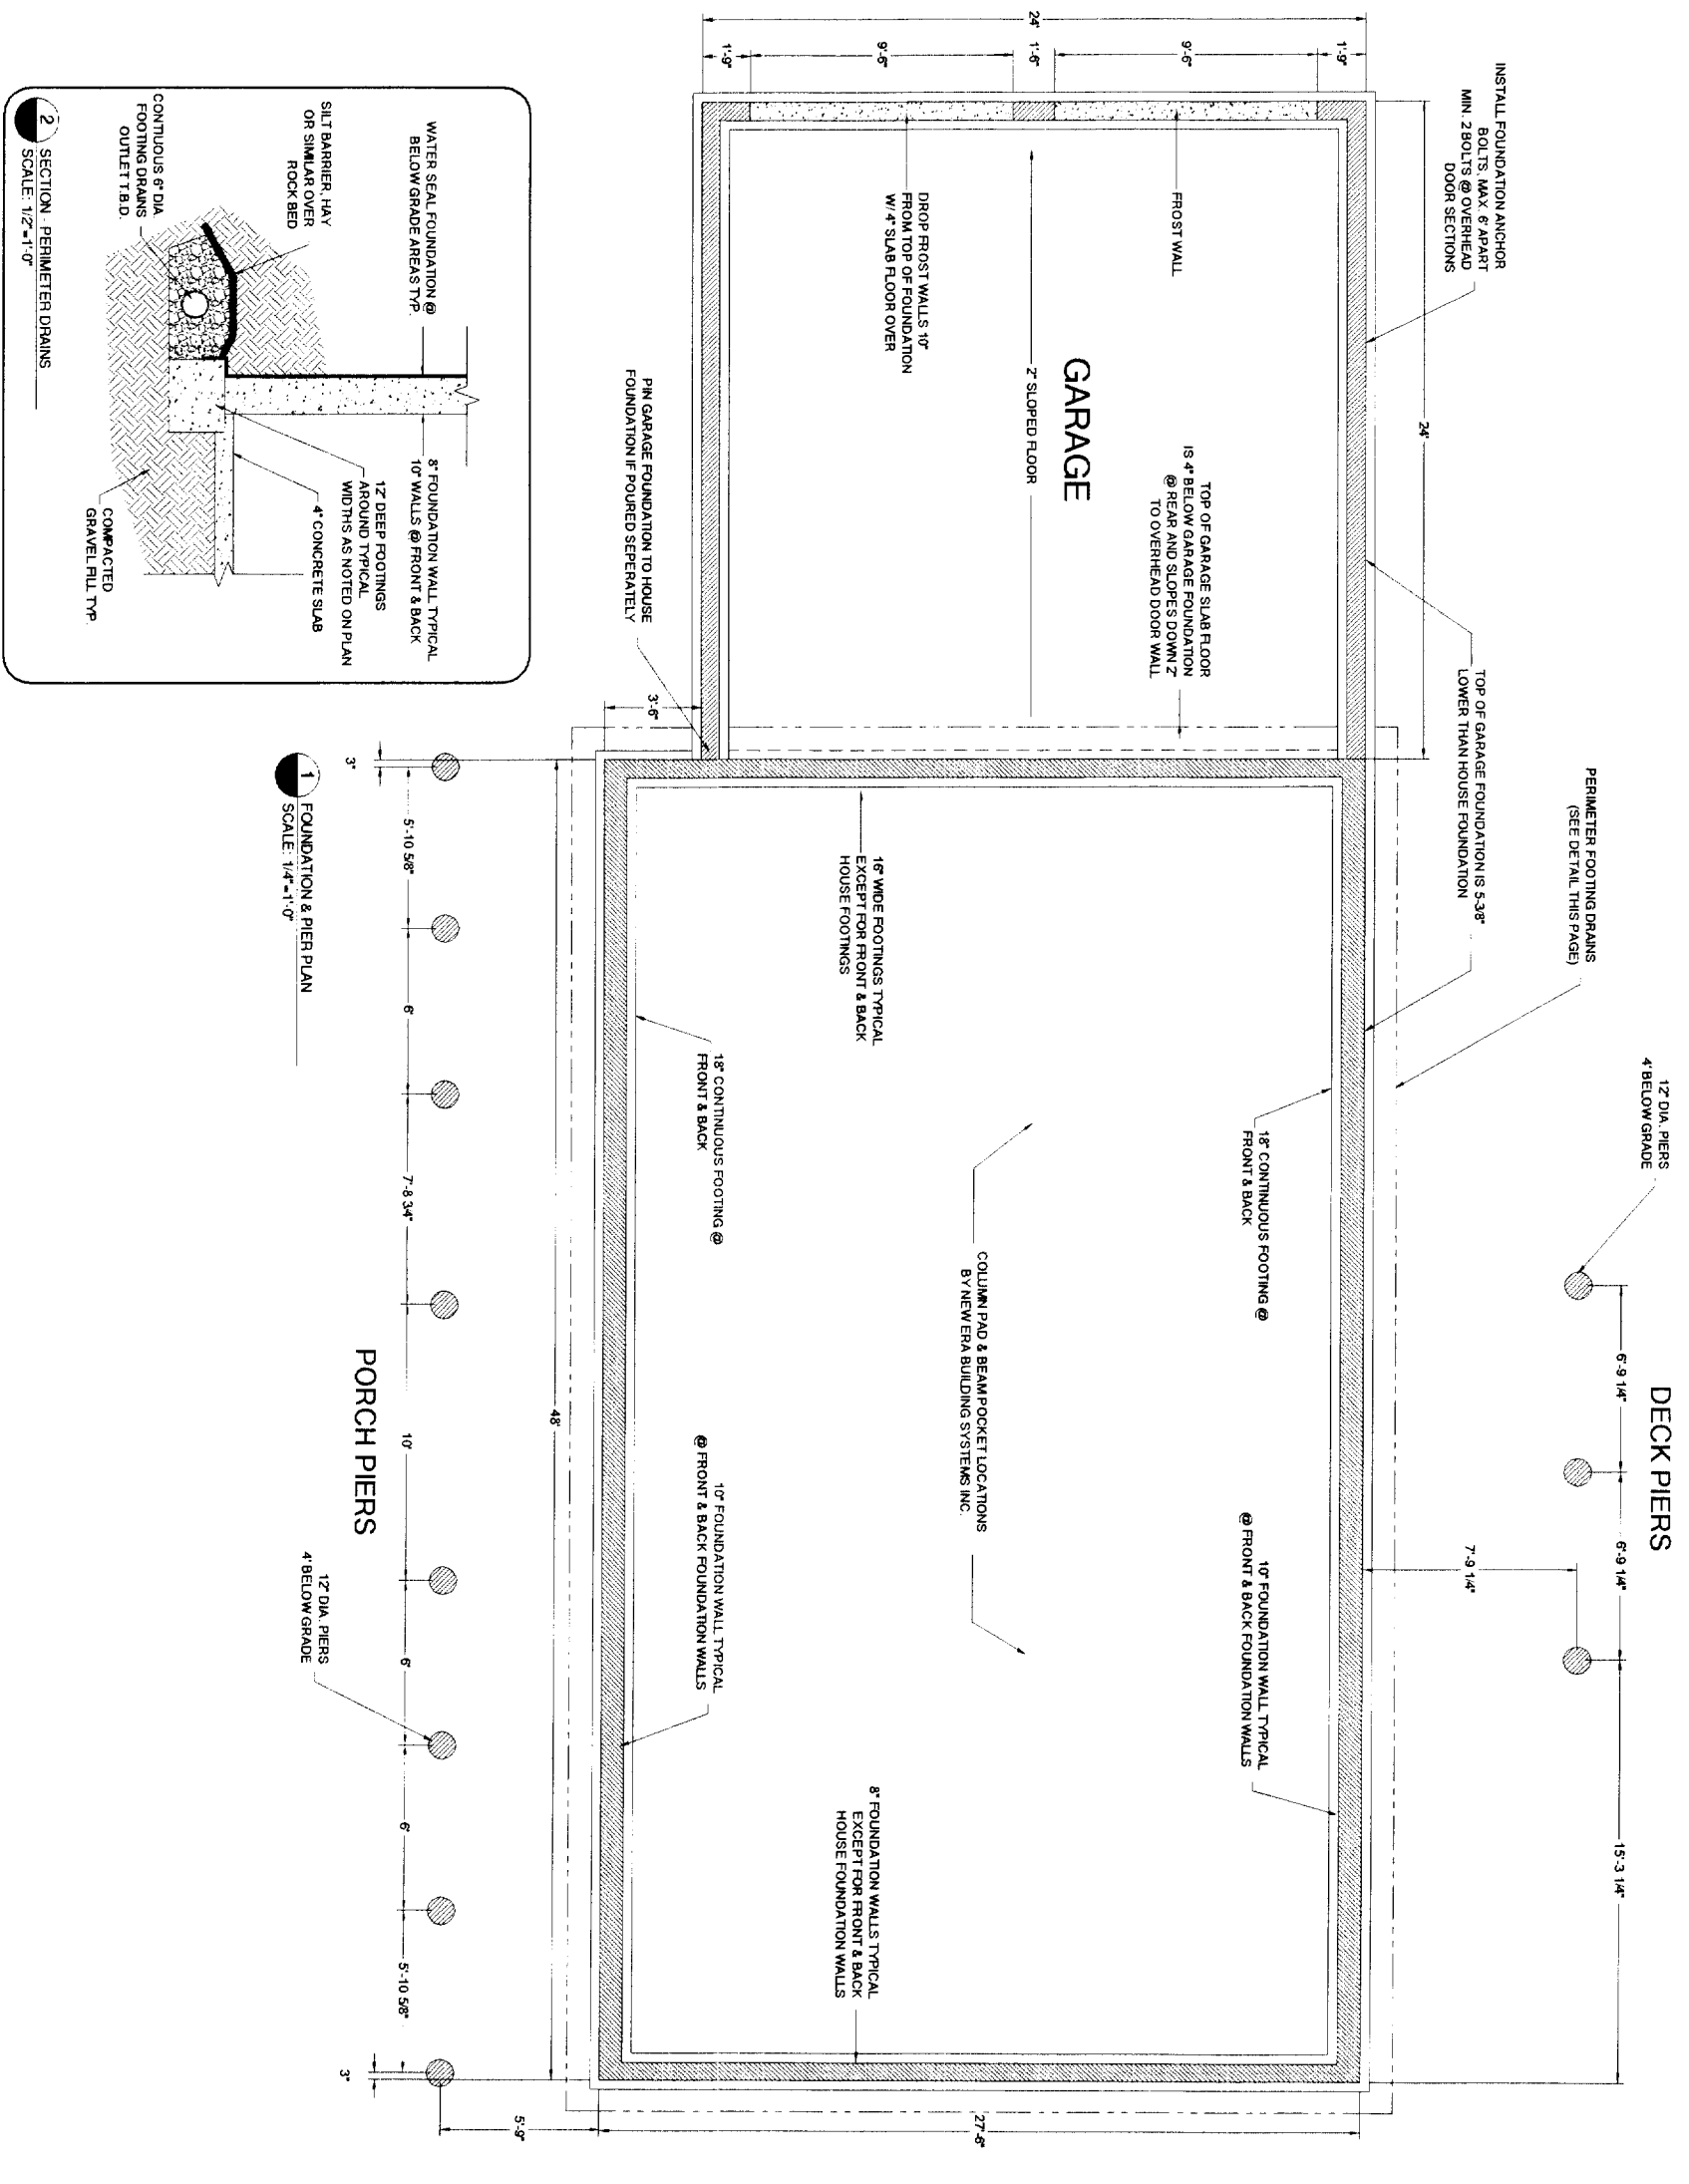 DECK PIERS
12" DIA. PIERS
4' BELOW GRADE
6'-9 1/4"
6'-9 1/4"
15'-3 1/4"
7'-9 1/4"
PERIMETER FOOTING DRAINS
(SEE DETAIL THIS PAGE)
INSTALL FOUNDATION ANCHOR
BOLTS, MAX. 6' APART
MIN. 2 BOLTS @ OVERHEAD
DOOR SECTIONS
TOP OF GARAGE FOUNDATION IS 5-3/8"
LOWER THAN HOUSE FOUNDATION
24'
24'
1'-9"
9'-6"
1'-6"
9'-6"
1'-9"
FROST WALL
TOP OF GARAGE SLAB FLOOR
IS 4" BELOW GARAGE FOUNDATION
@ REAR AND SLOPES DOWN 2"
TO OVERHEAD DOOR WALL
GARAGE
2" SLOPED FLOOR
DROP FROST WALLS 10"
FROM TOP OF FOUNDATION
W/ 4" SLAB FLOOR OVER
PIN GARAGE FOUNDATION TO HOUSE
FOUNDATION IF POURED SEPERATELY
3'-6"
18" CONTINUOUS FOOTING @
FRONT & BACK
10" FOUNDATION WALL TYPICAL
@ FRONT & BACK FOUNDATION WALLS
COLUMN PAD & BEAM POCKET LOCATIONS
BY NEW ERA BUILDING SYSTEMS INC.
16" WIDE FOOTINGS TYPICAL
EXCEPT FOR FRONT & BACK
HOUSE FOOTINGS
8" FOUNDATION WALLS TYPICAL
EXCEPT FOR FRONT & BACK
HOUSE FOUNDATION WALLS
18" CONTINUOUS FOOTING @
FRONT & BACK
10" FOUNDATION WALL TYPICAL
@ FRONT & BACK FOUNDATION WALLS
27'-6"
48'
5'-9"
3"
5'-10 5/8"
6'
7'-8 3/4"
10'
6'
6'
5'-10 5/8"
3"
PORCH PIERS
12" DIA. PIERS
4' BELOW GRADE
1
FOUNDATION & PIER PLAN
SCALE: 1/4"=1'-0"
WATER SEAL FOUNDATION @
BELOW GRADE AREAS TYP.
SILT BARRIER, HAY
OR SIMILAR OVER
ROCK BED
CONTIUOUS 6" DIA.
FOOTING DRAINS
OUTLET T.B.D.
8" FOUNDATION WALL TYPICAL
10" WALLS @ FRONT & BACK
12" DEEP FOOTINGS
AROUND TYPICAL
WIDTHS AS NOTED ON PLAN
4" CONCRETE SLAB
COMPACTED
GRAVEL FILL TYP.
2
SECTION - PERIMETER DRAINS
SCALE: 1/2"=1'-0"